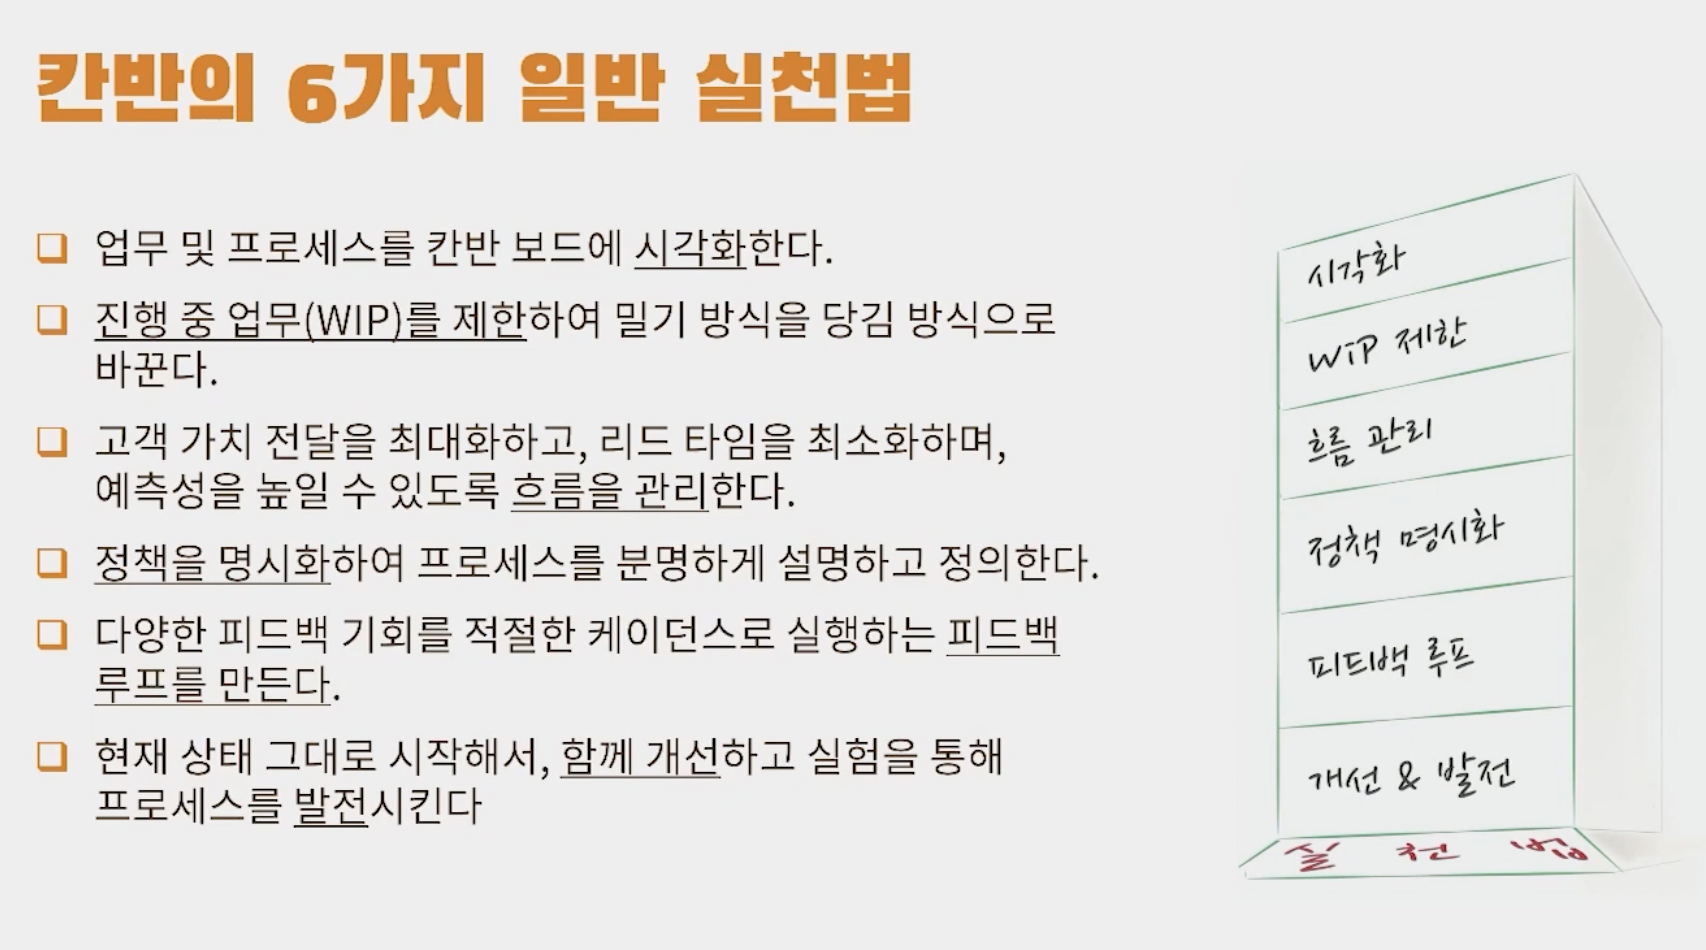 칸반의 6가지 일반 실천법
업무 및 프로세스를 칸반 보드에 시각화한다.
진행 중 업무(WIP)를 제한하여 밀기 방식을 당김 방식으로
바꾼다.
고객 가치 전달을 최대화하고, 리드 타임을 최소화하며,
예측성을 높일 수 있도록 흐름을 관리한다.
정책을 명시화하여 프로세스를 분명하게 설명하고 정의한다.
다양한 피드백 기회를 적절한 케이던스로 실행하는 피드백
루프를 만든다.
현재 상태 그대로 시작해서, 함께 개선하고 실험을 통해
프로세스를 발전시킨다
시각화
WiP 제한
흐름 관리
정책 명시화
피드백 루프
개선 & 발전
실 천 법